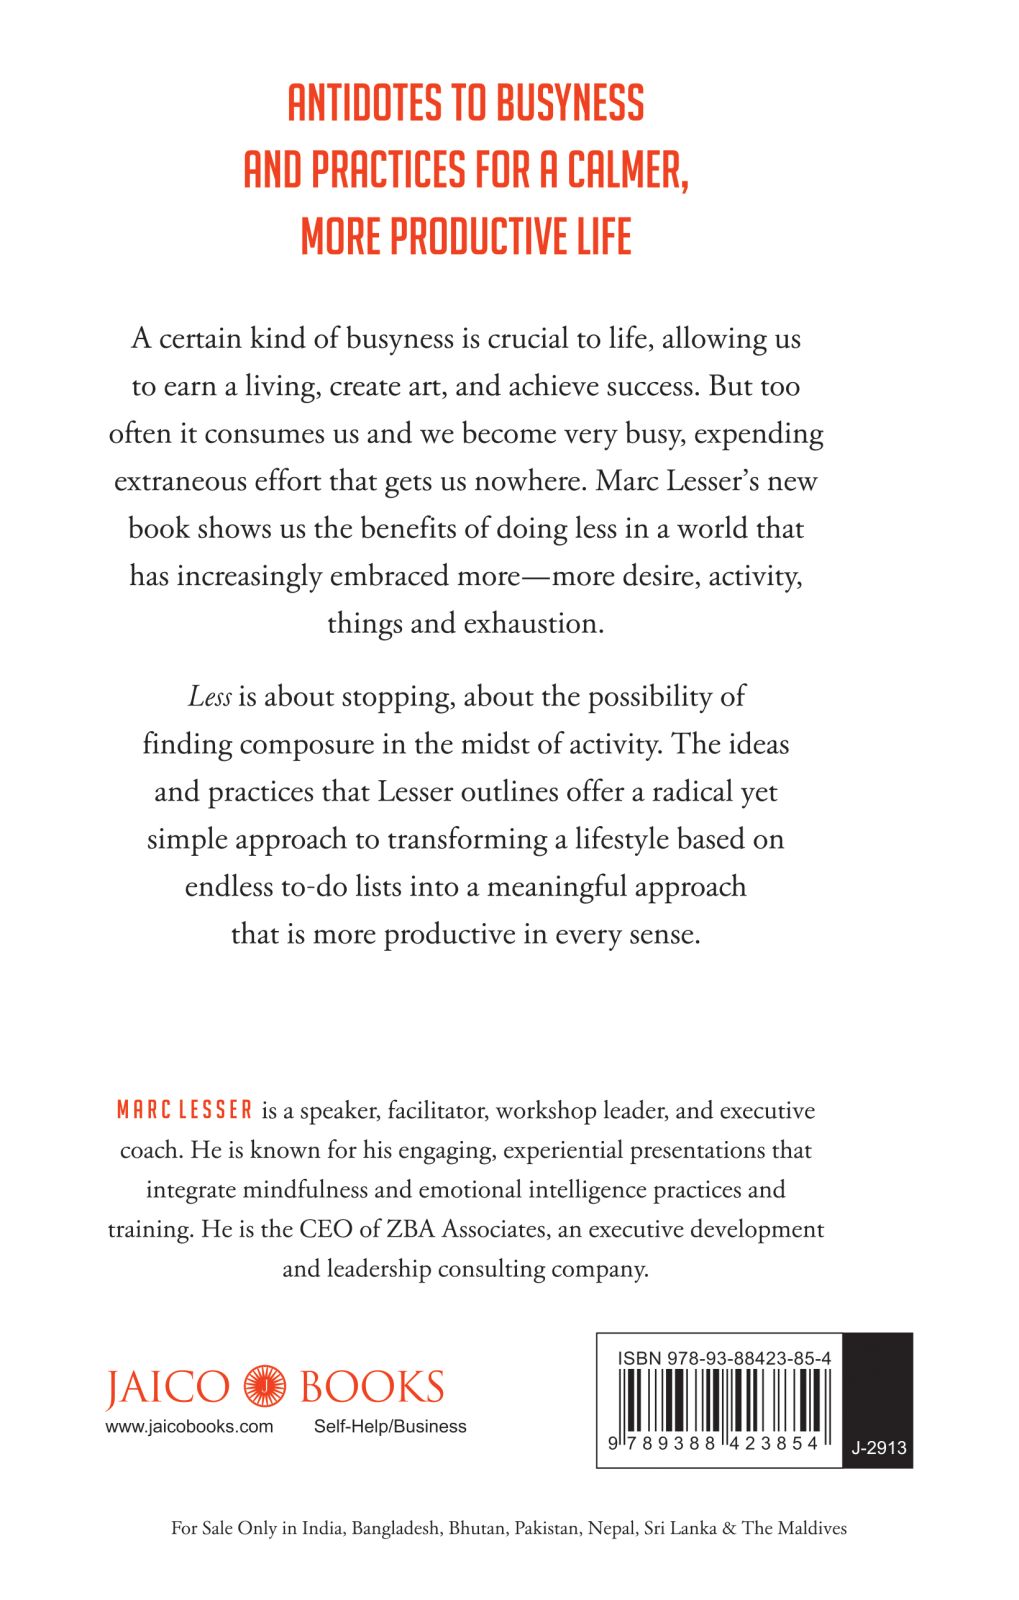 ANTIDOTES TO BUSYNESS
AND PRACTICES FOR A CALMER,
MORE PRODUCTIVE LIFE
A certain kind of busyness is crucial to life, allowing us
to earn a living, create art, and achieve success. But too
often it consumes us and we become very busy, expending
extraneous effort that gets us nowhere. Marc Lesser's new
book shows us the benefits of doing less in a world that
has increasingly embraced more—more desire, activity,
things and exhaustion.
Less is about stopping, about the possibility of
finding composure in the midst of activity. The ideas
and practices that Lesser outlines offer a radical yet
simple approach to transforming a lifestyle based on
endless to-do lists into a meaningful approach
that is more productive in every sense.
MARC LESSER is a speaker, facilitator, workshop leader, and executive
coach. He is known for his engaging, experiential presentations that
integrate mindfulness and emotional intelligence practices and
training. He is the CEO of ZBA Associates, an executive development
and leadership consulting company.
JAICO J BOOKS
www.jaicobooks.com Self-Help/Business
ISBN 978-93-88423-85-4
9 789388 423854
J-2913
For Sale Only in India, Bangladesh, Bhutan, Pakistan, Nepal, Sri Lanka & The Maldives